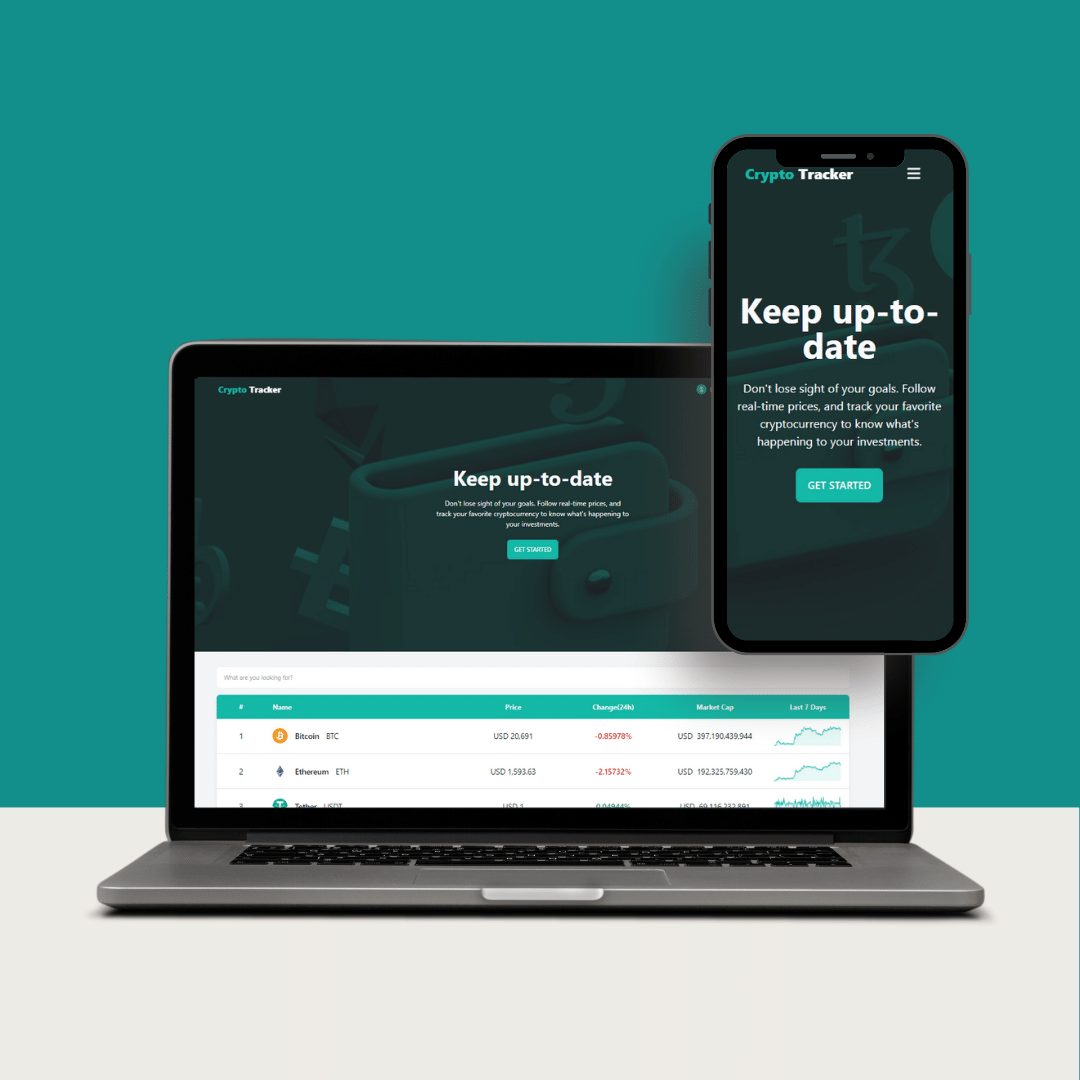 Crypto Tracker
Keep up-to-
date
Don't lose sight of your goals. Follow
real-time prices, and track your favorite
cryptocurrency to know what's
happening to your investments.
GET STARTED
Crypto Tracker
Keep up-to-date
Don't lose sight of your goals. Follow real-time prices, and
track your favorite cryptocurrency to know what's happening to
your investments.
GET STARTED
What are you looking for?
# Name Price Change(24h) Market Cap Last 7 Days
1 Bitcoin BTC USD 20,691 -0.85978% USD 397,190,439,944
2 Ethereum ETH USD 1,593.63 -2.15732% USD 192,325,759,430
3 Tether USDT USD 1 0.04944% USD 69,116,232,891